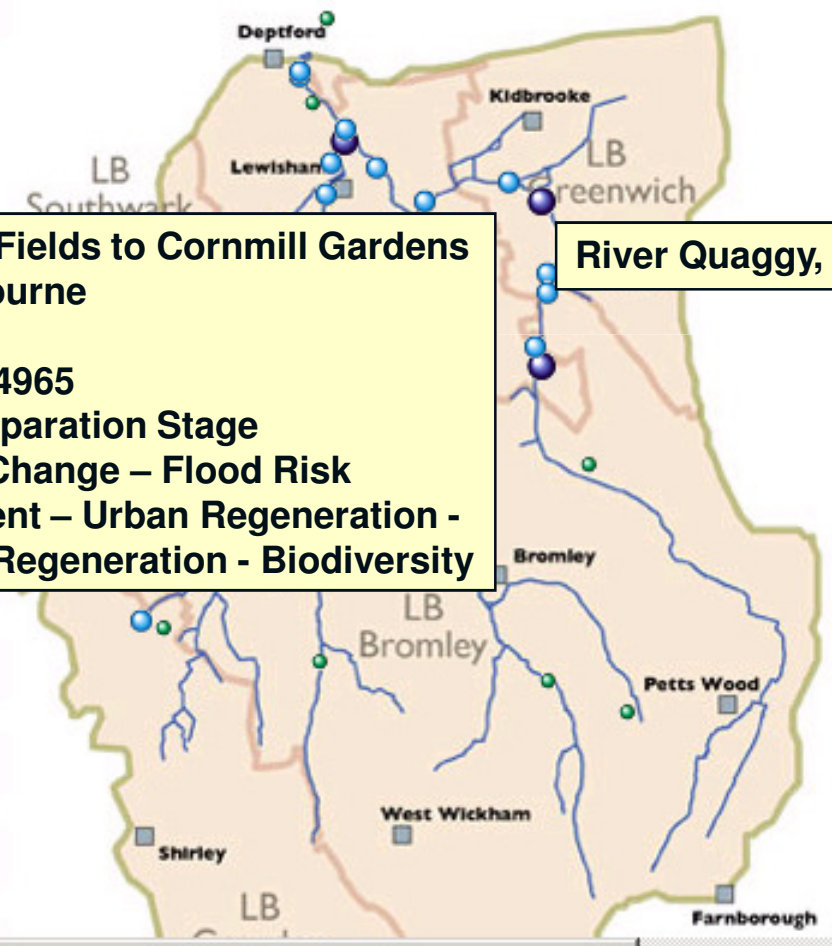 Deptford
Kidbrooke
LB
Southwark
Lewisham
LB
Greenwich
Fields to Cornmill Gardens
ourne
4965
paration Stage
Change – Flood Risk
ent – Urban Regeneration -
Regeneration - Biodiversity
River Quaggy,
Bromley
LB
Bromley
Petts Wood
West Wickham
Shirley
LB
Farnborough